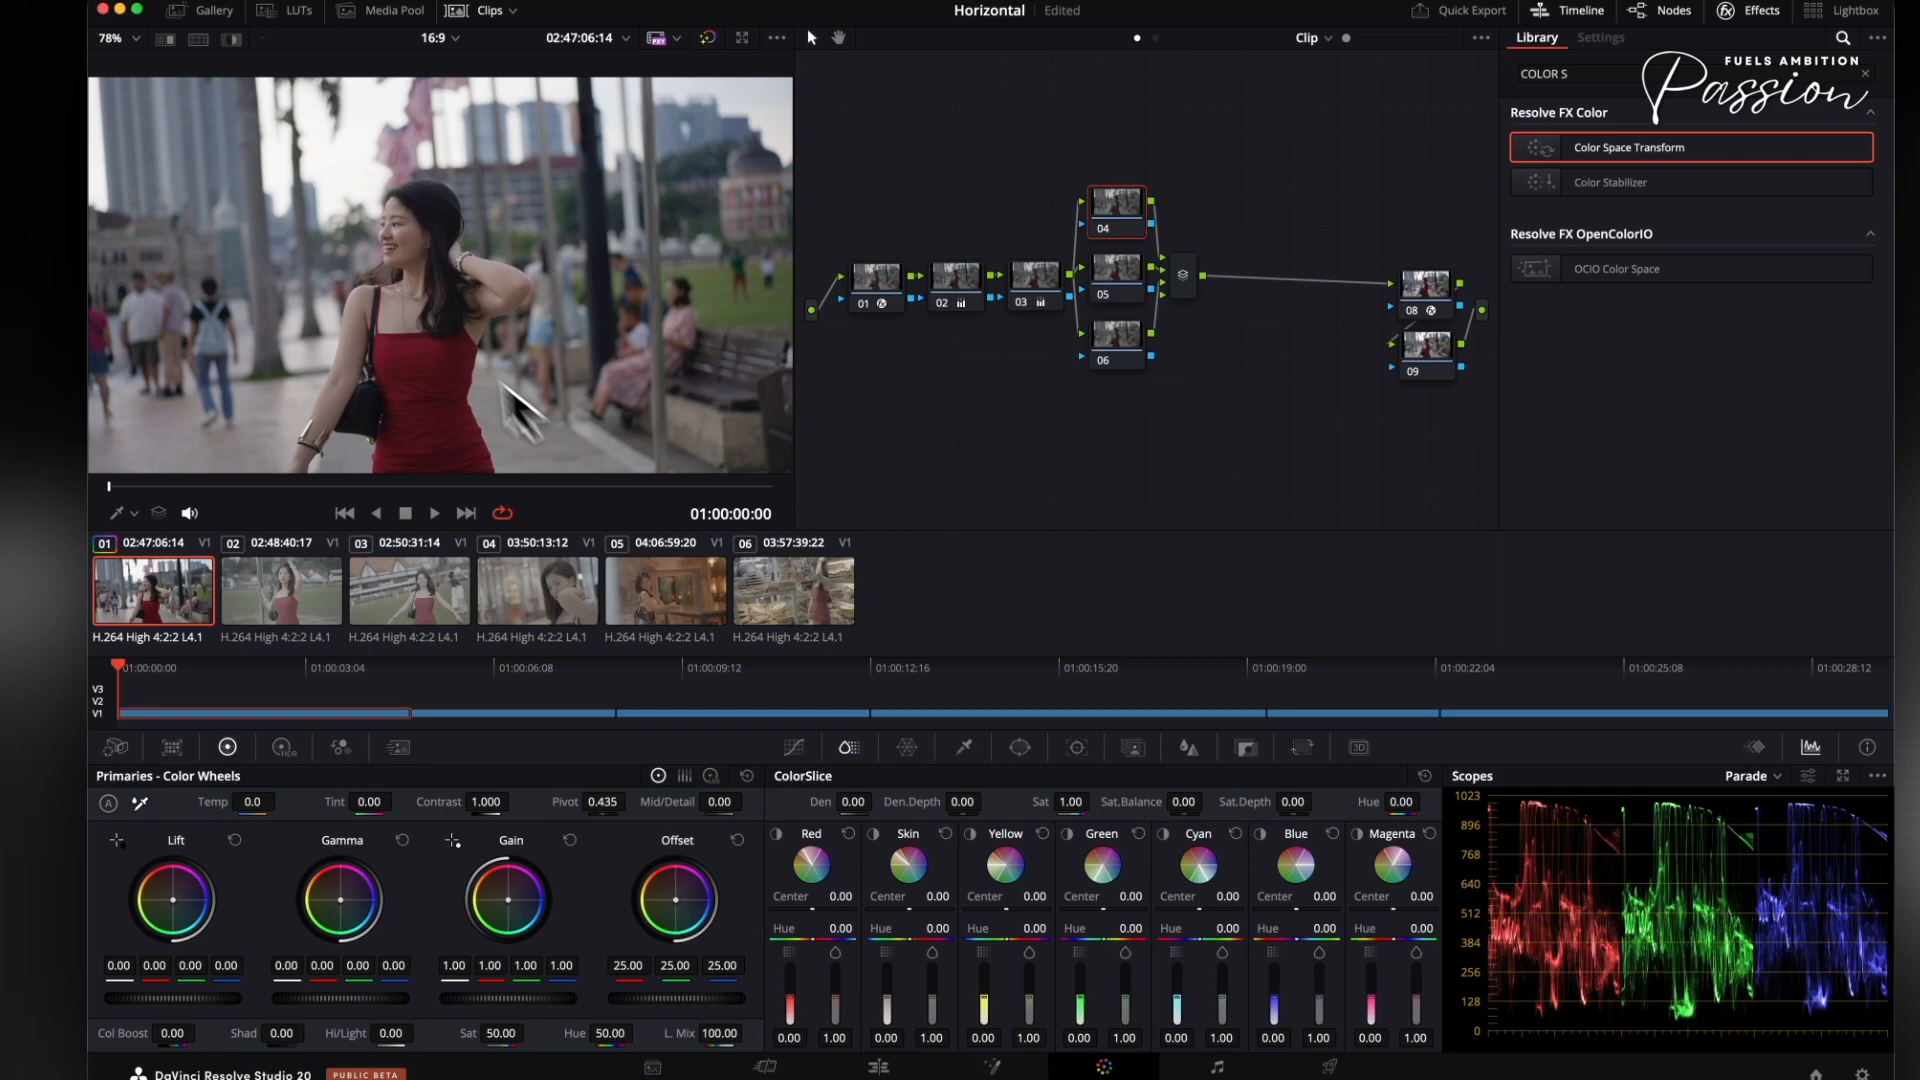 Gallery LUTs Media Pool Clips Horizontal Edited Quick Export Timeline Nodes Effects Lightbox
78% 16:9 02:47:06:14 PXY Clip Library Settings
FUELS AMBITION
Passion
COLOR S
Resolve FX Color
Color Space Transform
Color Stabilizer
Resolve FX OpenColorIO
OCIO Color Space
04
01 02 03 05 08
06 09
01:00:00:00
01 02:47:06:14 V1 02 02:48:40:17 V1 03 02:50:31:14 V1 04 03:50:13:12 V1 05 04:06:59:20 V1 06 03:57:39:22 V1
H.264 High 4:2:2 L4.1 H.264 High 4:2:2 L4.1 H.264 High 4:2:2 L4.1 H.264 High 4:2:2 L4.1 H.264 High 4:2:2 L4.1 H.264 High 4:2:2 L4.1
01:00:00:00 01:00:03:04 01:00:06:08 01:00:09:12 01:00:12:16 01:00:15:20 01:00:19:00 01:00:22:04 01:00:25:08 01:00:28:12
V3
V2
V1
HDR 3D
Primaries - Color Wheels ColorSlice Scopes Parade
A Temp 0.0 Tint 0.00 Contrast 1.000 Pivot 0.435 Mid/Detail 0.00 Den 0.00 Den.Depth 0.00 Sat 1.00 Sat.Balance 0.00 Sat.Depth 0.00 Hue 0.00
Lift Gamma Gain Offset Red Skin Yellow Green Cyan Blue Magenta
Center 0.00 Center 0.00 Center 0.00 Center 0.00 Center 0.00 Center 0.00 Center 0.00
Hue 0.00 Hue 0.00 Hue 0.00 Hue 0.00 Hue 0.00 Hue 0.00 Hue 0.00
0.00 0.00 0.00 0.00 0.00 0.00 0.00 0.00 1.00 1.00 1.00 1.00 25.00 25.00 25.00
Col Boost 0.00 Shad 0.00 Hi/Light 0.00 Sat 50.00 Hue 50.00 L. Mix 100.00 0.00 1.00 0.00 1.00 0.00 1.00 0.00 1.00 0.00 1.00 0.00 1.00 0.00 1.00
1023
896
768
640
512
384
256
128
0
DaVinci Resolve Studio 20 PUBLIC BETA